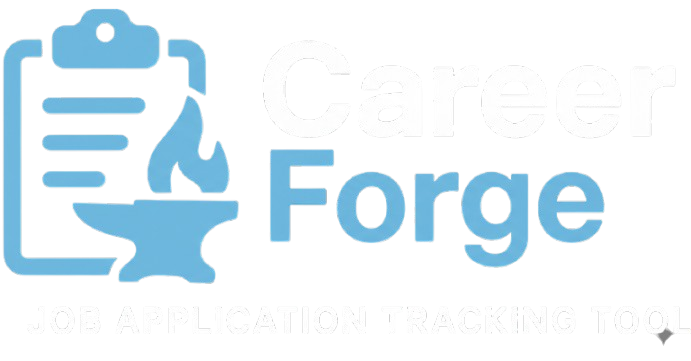 Career
Forge
JOB APPLICATION TRACKING TOOL